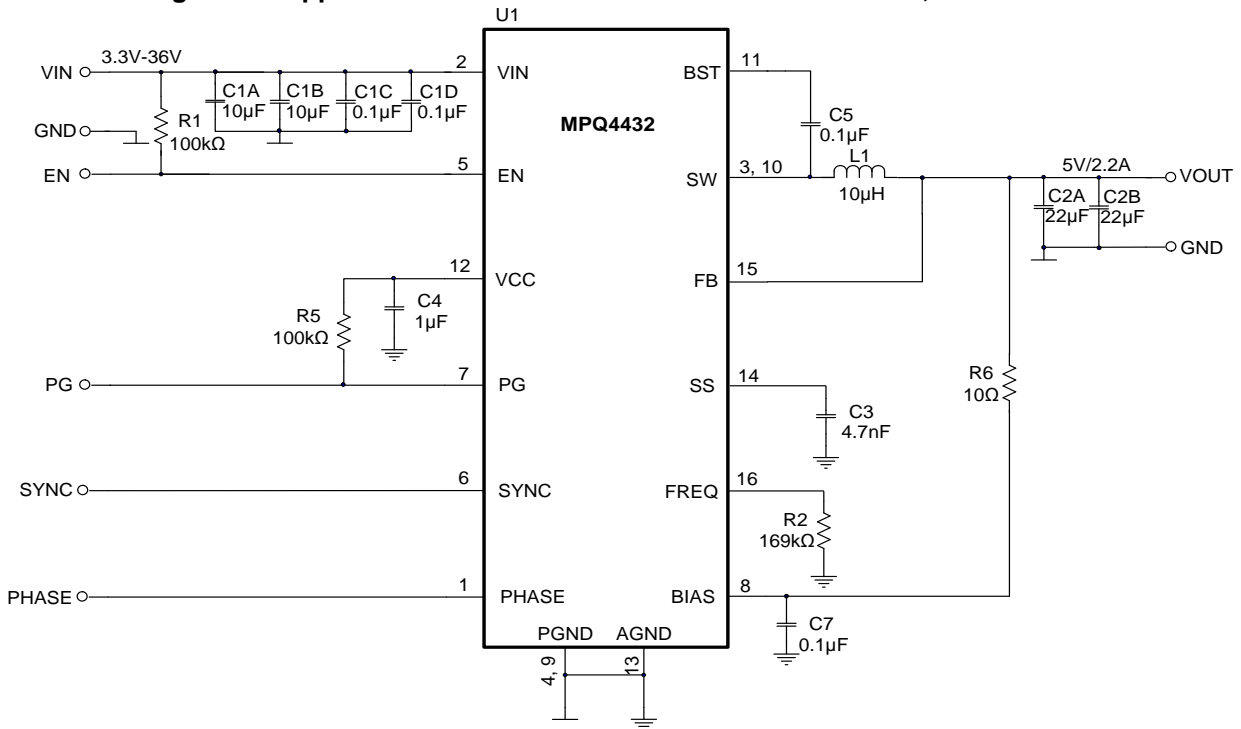 U1
VIN
3.3V-36V
2
VIN
BST
11
C1A
10µF
C1B
10µF
C1C
0.1µF
C1D
0.1µF
MPQ4432
C5
0.1µF
GND
R1
100kΩ
L1
10µH
EN
5
EN
SW
3, 10
5V/2.2A
VOUT
C2A
22µF
C2B
22µF
GND
12
VCC
FB
15
R5
100kΩ
C4
1µF
PG
7
PG
SS
14
R6
10Ω
C3
4.7nF
SYNC
6
SYNC
FREQ
16
R2
169kΩ
PHASE
1
PHASE
BIAS
8
C7
0.1µF
PGND
AGND
4, 9
13